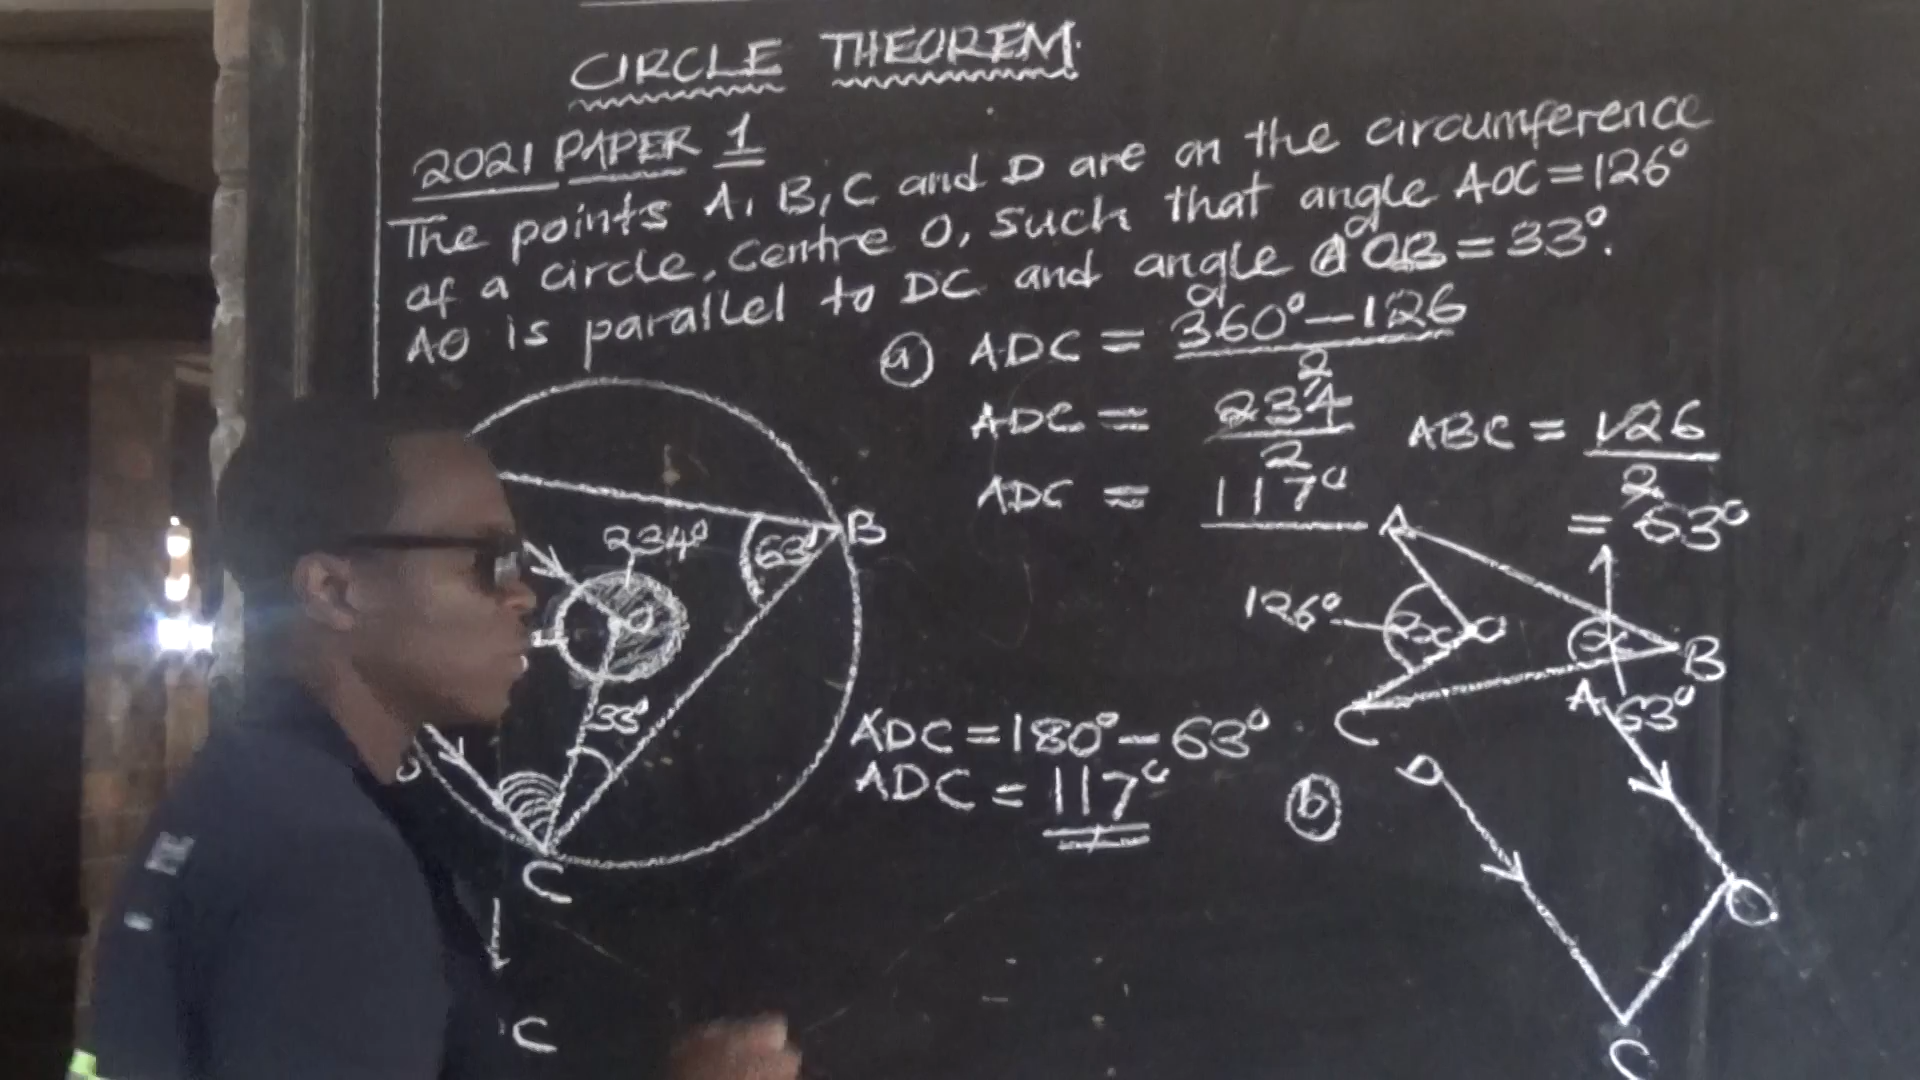 CIRCLE THEOREM
2021 PAPER 1
The points A, B, C and D are on the circumference
of a circle, centre O, such that angle AOC = 126°
AO is parallel to DC and angle OCB = 33°.
a) ADC = 360° - 126
2
ADC = 234
2
ADC = 117°
ABC = 126
2
= 63°
B
234°
63°
O
33°
C
C
A
126°
2x
O
x
B
C
63°
ADC = 180° - 63°
ADC = 117°
b)
A
D
O
C